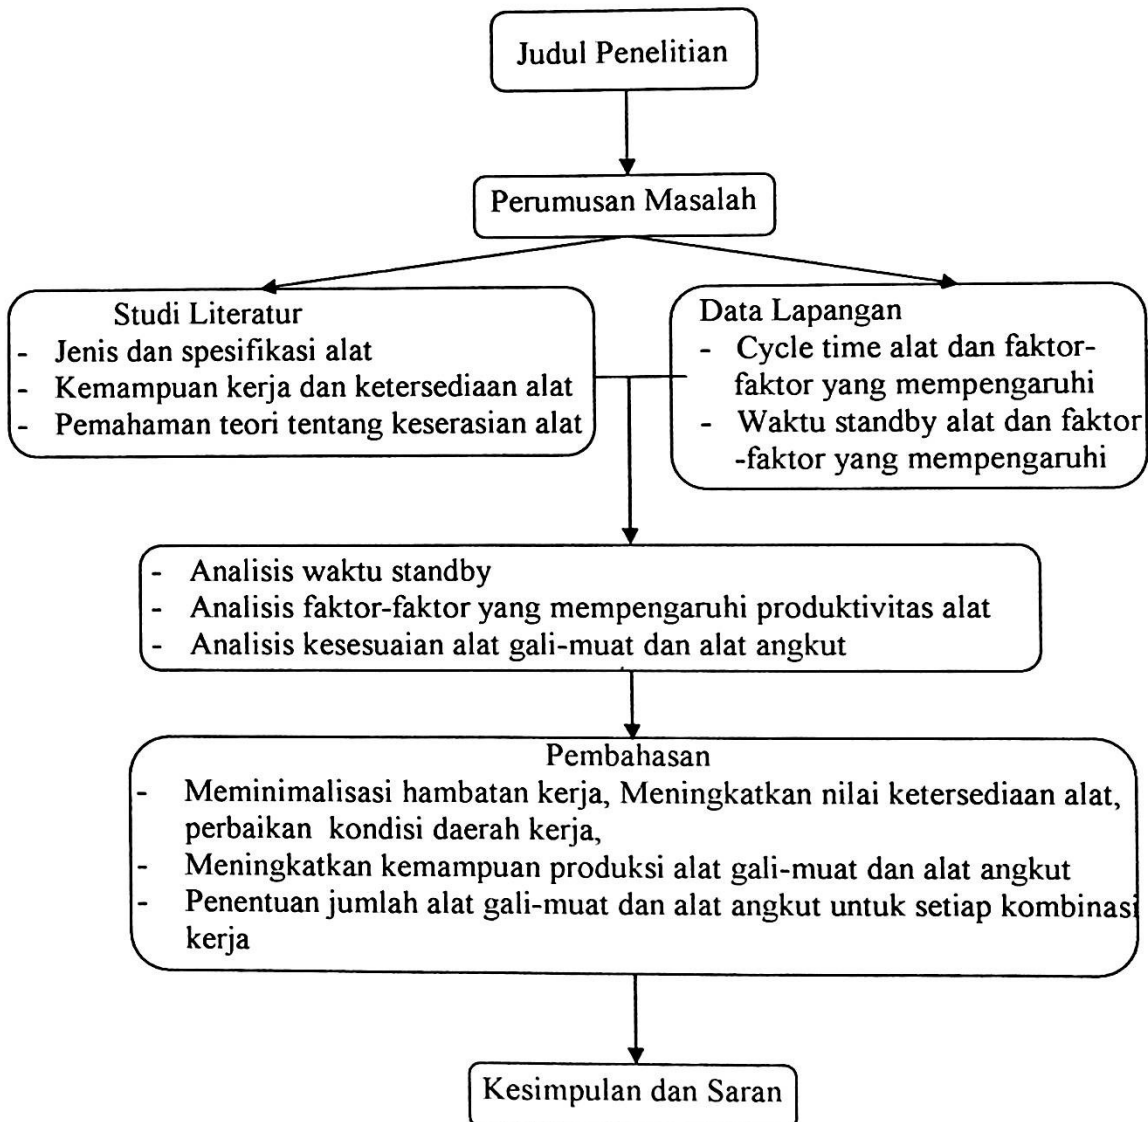 Judul Penelitian
Perumusan Masalah
Studi Literatur
- Jenis dan spesifikasi alat
- Kemampuan kerja dan ketersediaan alat
- Pemahaman teori tentang keserasian alat
Data Lapangan
- Cycle time alat dan faktor-
faktor yang mempengaruhi
- Waktu standby alat dan faktor
-faktor yang mempengaruhi
- Analisis waktu standby
- Analisis faktor-faktor yang mempengaruhi produktivitas alat
- Analisis kesesuaian alat gali-muat dan alat angkut
Pembahasan
- Meminimalisasi hambatan kerja, Meningkatkan nilai ketersediaan alat,
perbaikan kondisi daerah kerja,
- Meningkatkan kemampuan produksi alat gali-muat dan alat angkut
- Penentuan jumlah alat gali-muat dan alat angkut untuk setiap kombinasi
kerja
Kesimpulan dan Saran